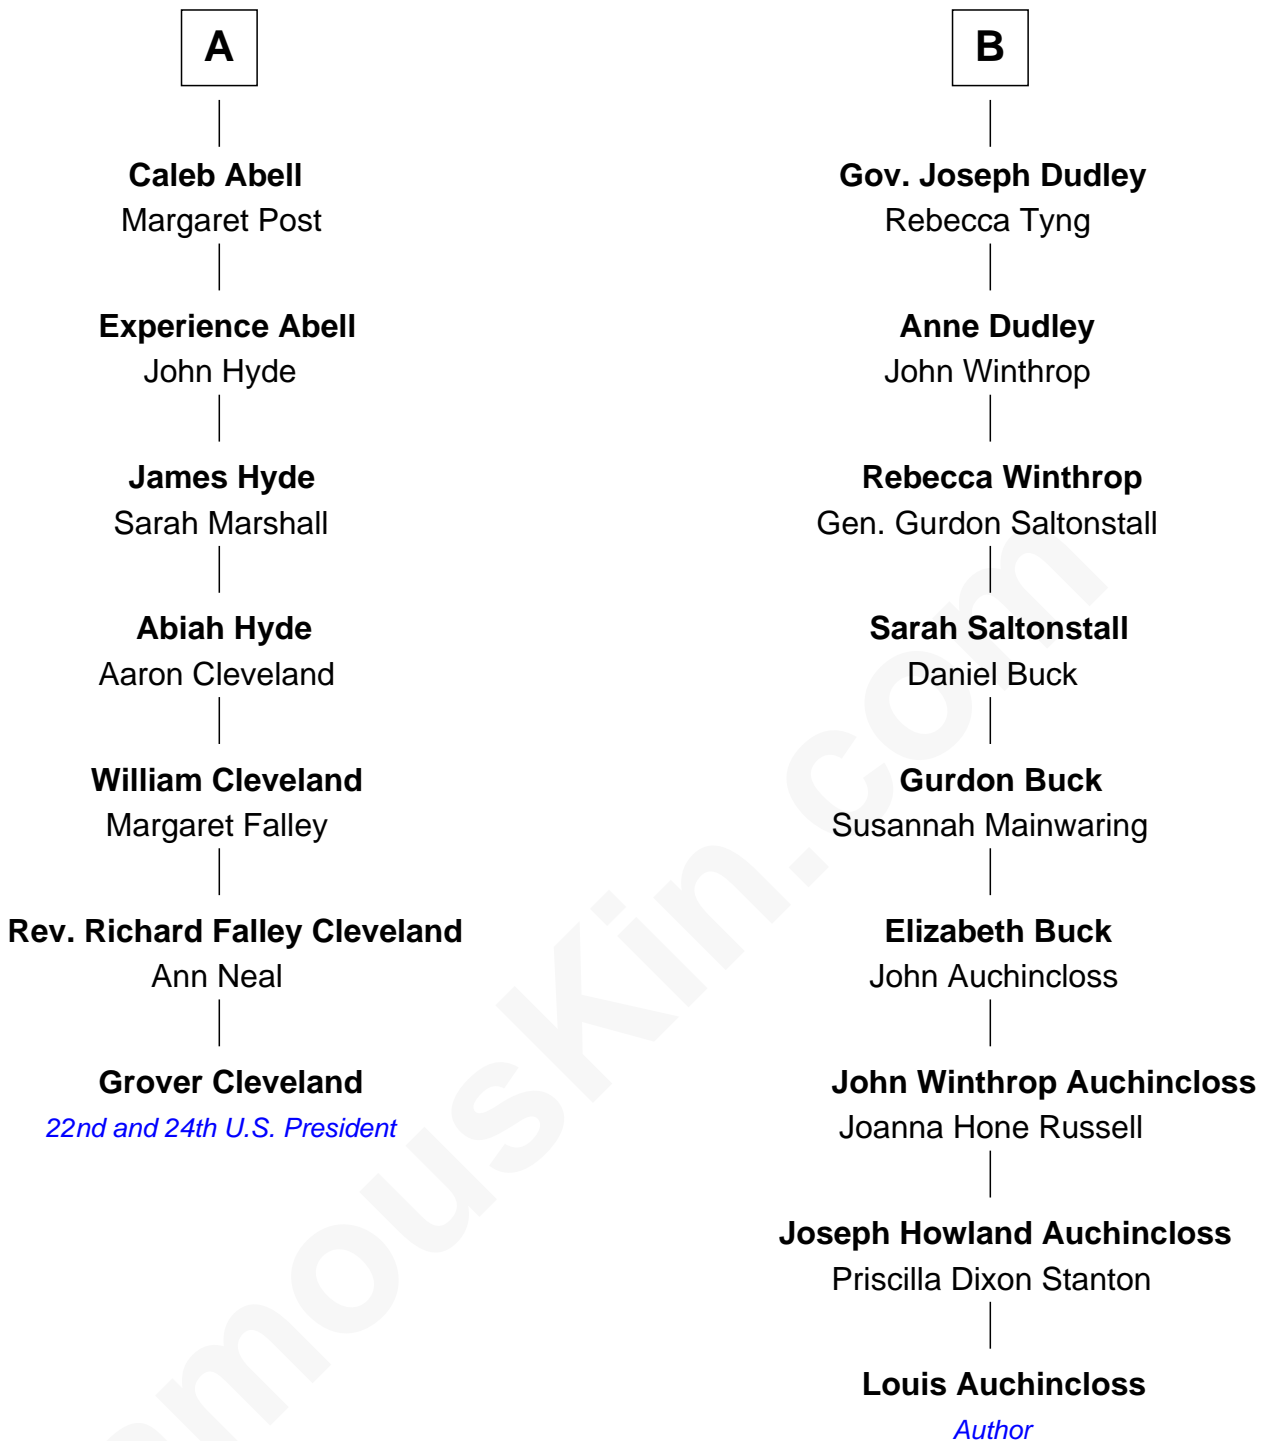 A
Caleb Abell
Margaret Post
Experience Abell
John Hyde
James Hyde
Sarah Marshall
Abiah Hyde
Aaron Cleveland
William Cleveland
Margaret Falley
Rev. Richard Falley Cleveland
Ann Neal
Grover Cleveland
22nd and 24th U.S. President
B
Gov. Joseph Dudley
Rebecca Tyng
Anne Dudley
John Winthrop
Rebecca Winthrop
Gen. Gurdon Saltonstall
Sarah Saltonstall
Daniel Buck
Gurdon Buck
Susannah Mainwaring
Elizabeth Buck
John Auchincloss
John Winthrop Auchincloss
Joanna Hone Russell
Joseph Howland Auchincloss
Priscilla Dixon Stanton
Louis Auchincloss
Author
amouskin.com